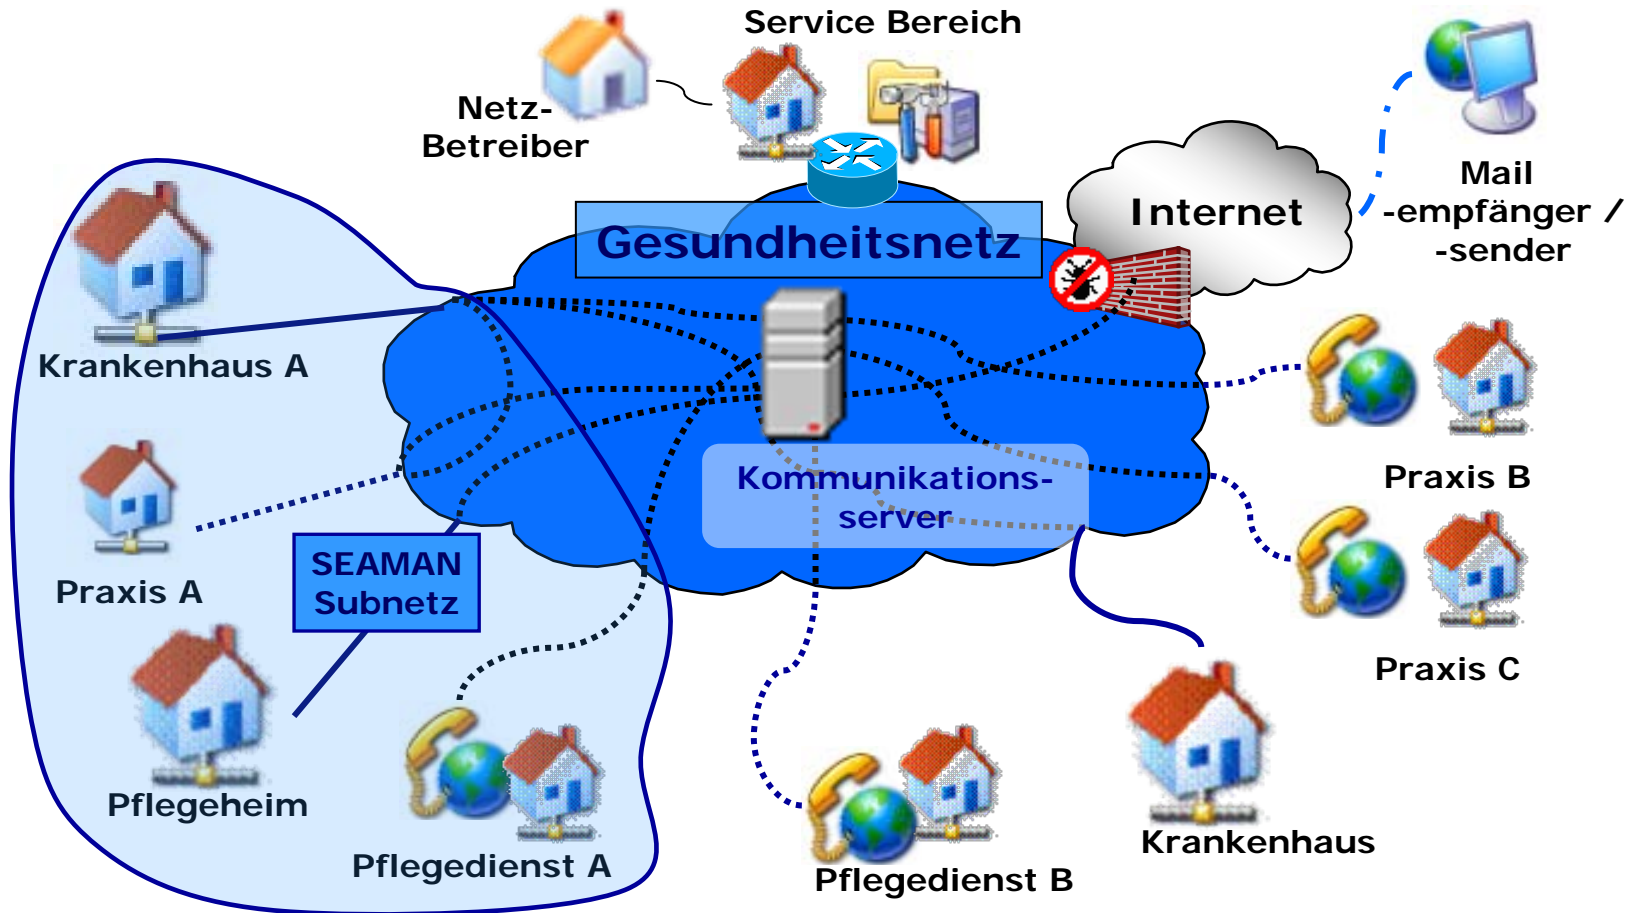 Service Bereich
Netz-
Betreiber
Gesundheitsnetz
Internet
Mail
-empfänger /
-sender
Krankenhaus A
Praxis B
Kommunikations-
server
SEAMAN
Subnetz
Praxis A
Praxis C
Pflegeheim
Pflegedienst A
Pflegedienst B
Krankenhaus